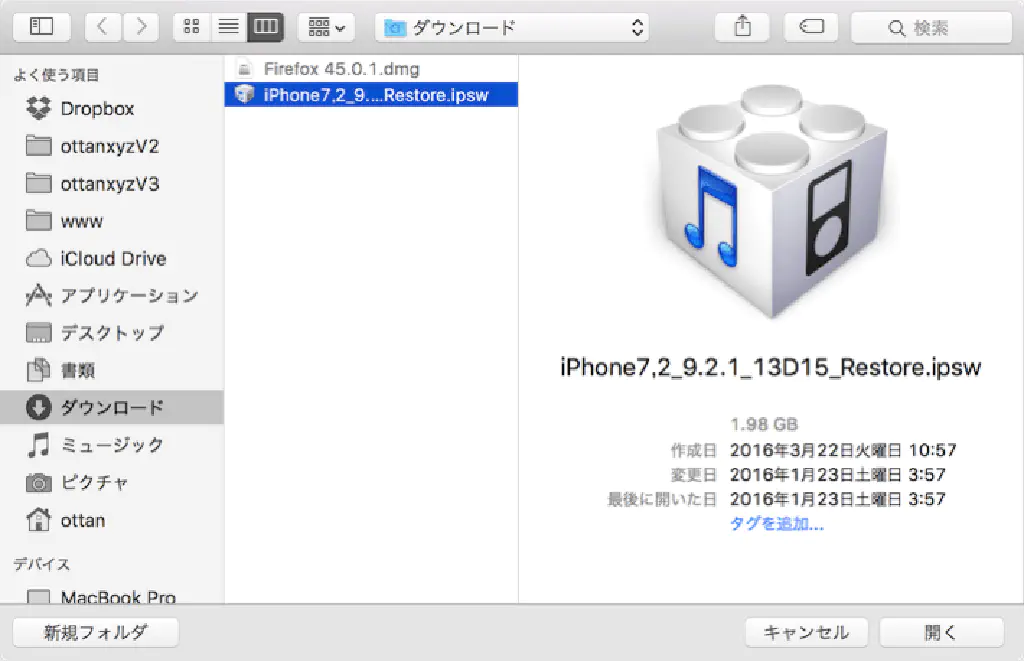 ダウンロード
検索
よく使う項目
Dropbox
ottanxyzV2
ottanxyzV3
www
iCloud Drive
アプリケーション
デスクトップ
書類
ダウンロード
ミュージック
ピクチャ
ottan
デバイス
MacBook Pro
Firefox 45.0.1.dmg
iPhone7,2_9....Restore.ipsw
iPhone7,2_9.2.1_13D15_Restore.ipsw
1.98 GB
作成日 2016年3月22日火曜日 10:57
変更日 2016年1月23日土曜日 3:57
最後に開いた日 2016年1月23日土曜日 3:57
タグを追加...
新規フォルダ
キャンセル
開く